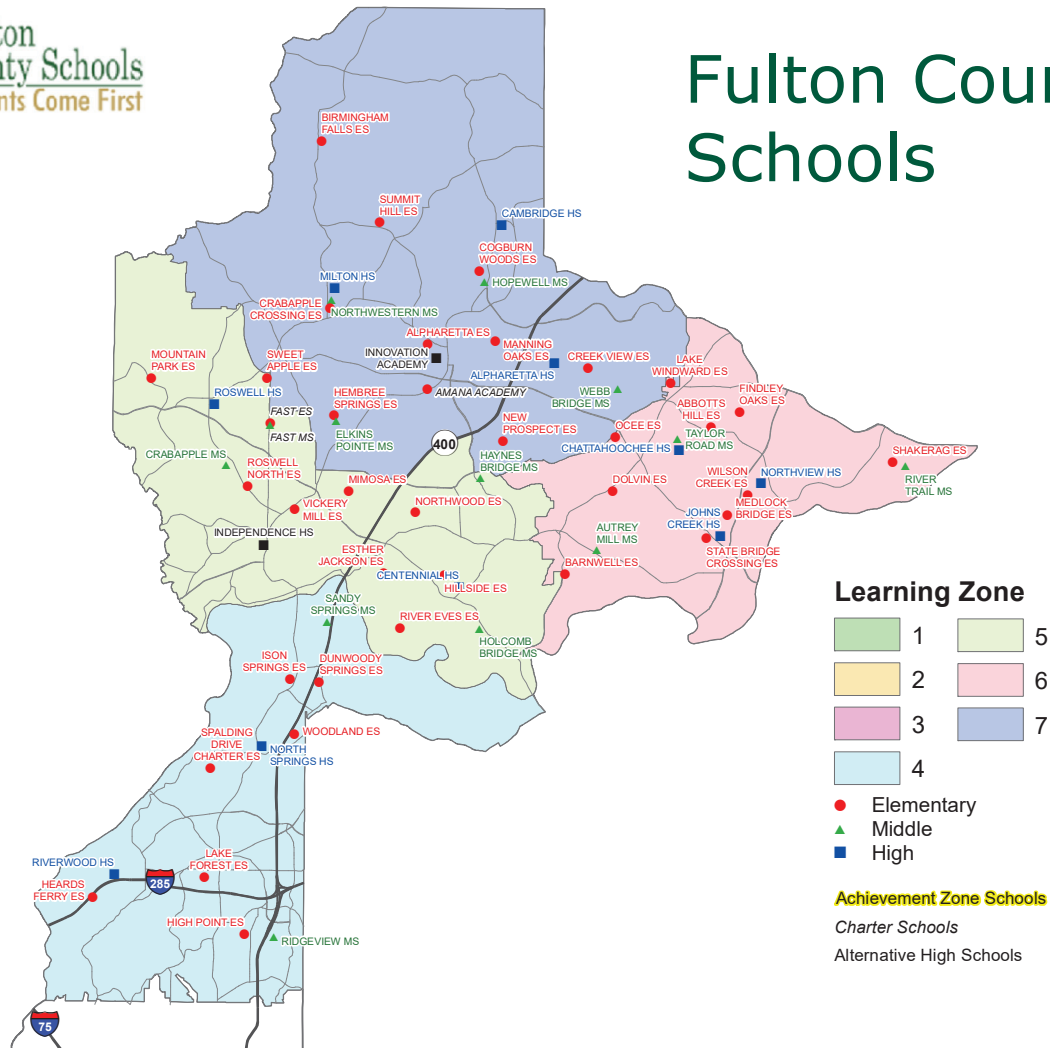 ton
nty Schools
nts Come First
Fulton Cou
Schools
BIRMINGHAM
FALLS ES
SUMMIT
HILL ES
CAMBRIDGE HS
COGBURN
WOODS ES
HOPEWELL MS
MILTON HS
CRABAPPLE
CROSSING ES
NORTHWESTERN MS
ALPHARETTA ES
MANNING
OAKS ES
INNOVATION
ACADEMY
ALPHARETTA HS
CREEK VIEW ES
LAKE
WINDWARD ES
MOUNTAIN
PARK ES
SWEET
APPLE ES
ROSWELL HS
HEMBREE
SPRINGS ES
AMANA ACADEMY
WEBB
BRIDGE MS
FINDLEY
OAKS ES
ABBOTTS
HILL ES
FAST ES
FAST MS
ELKINS
POINTE MS
400
NEW
PROSPECT ES
OCEE ES
CHATTAHOOCHEE HS
TAYLOR
ROAD MS
CRABAPPLE MS
ROSWELL
NORTH ES
HAYNES
BRIDGE MS
SHAKERAG ES
RIVER
TRAIL MS
MIMOSA ES
DOLVIN ES
WILSON
CREEK ES
NORTHVIEW HS
VICKERY
MILL ES
NORTHWOOD ES
MEDLOCK
BRIDGE ES
JOHNS
CREEK HS
INDEPENDENCE HS
AUTREY
MILL MS
STATE BRIDGE
CROSSING ES
ESTHER
JACKSON ES
CENTENNIAL HS
HILLSIDE ES
BARNWELL ES
SANDY
SPRINGS MS
RIVER EVES ES
HOLCOMB
BRIDGE MS
ISON
SPRINGS ES
DUNWOODY
SPRINGS ES
SPALDING
DRIVE
CHARTER ES
WOODLAND ES
NORTH
SPRINGS HS
RIVERWOOD HS
HEARDS
FERRY ES
285
LAKE
FOREST ES
HIGH POINT ES
RIDGEVIEW MS
75
Learning Zone
1
2
3
4
5
6
7
Elementary
Middle
High
Achievement Zone Schools
Charter Schools
Alternative High Schools